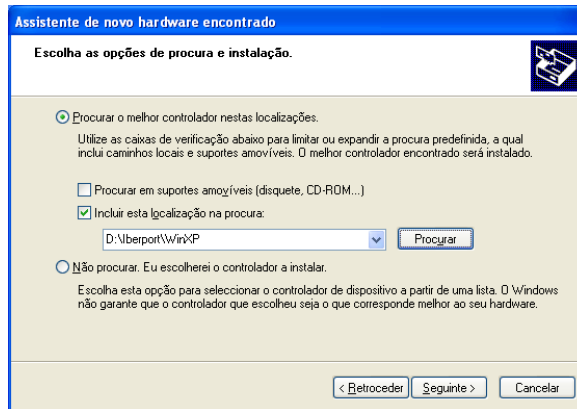 Assistente de novo hardware encontrado
Escolha as opções de procura e instalação.
Procurar o melhor controlador nestas localizações.
Utilize as caixas de verificação abaixo para limitar ou expandir a procura predefinida, a qual
inclui caminhos locais e suportes amovíveis. O melhor controlador encontrado será instalado.
Procurar em suportes amovíveis (disquete, CD-ROM...)
Incluir esta localização na procura:
D:\Iberport\WinXP
Procurar
Não procurar. Eu escolherei o controlador a instalar.
Escolha esta opção para seleccionar o controlador de dispositivo a partir de uma lista. O Windows
não garante que o controlador que escolheu seja o que corresponde melhor ao seu hardware.
< Retroceder Seguinte > Cancelar